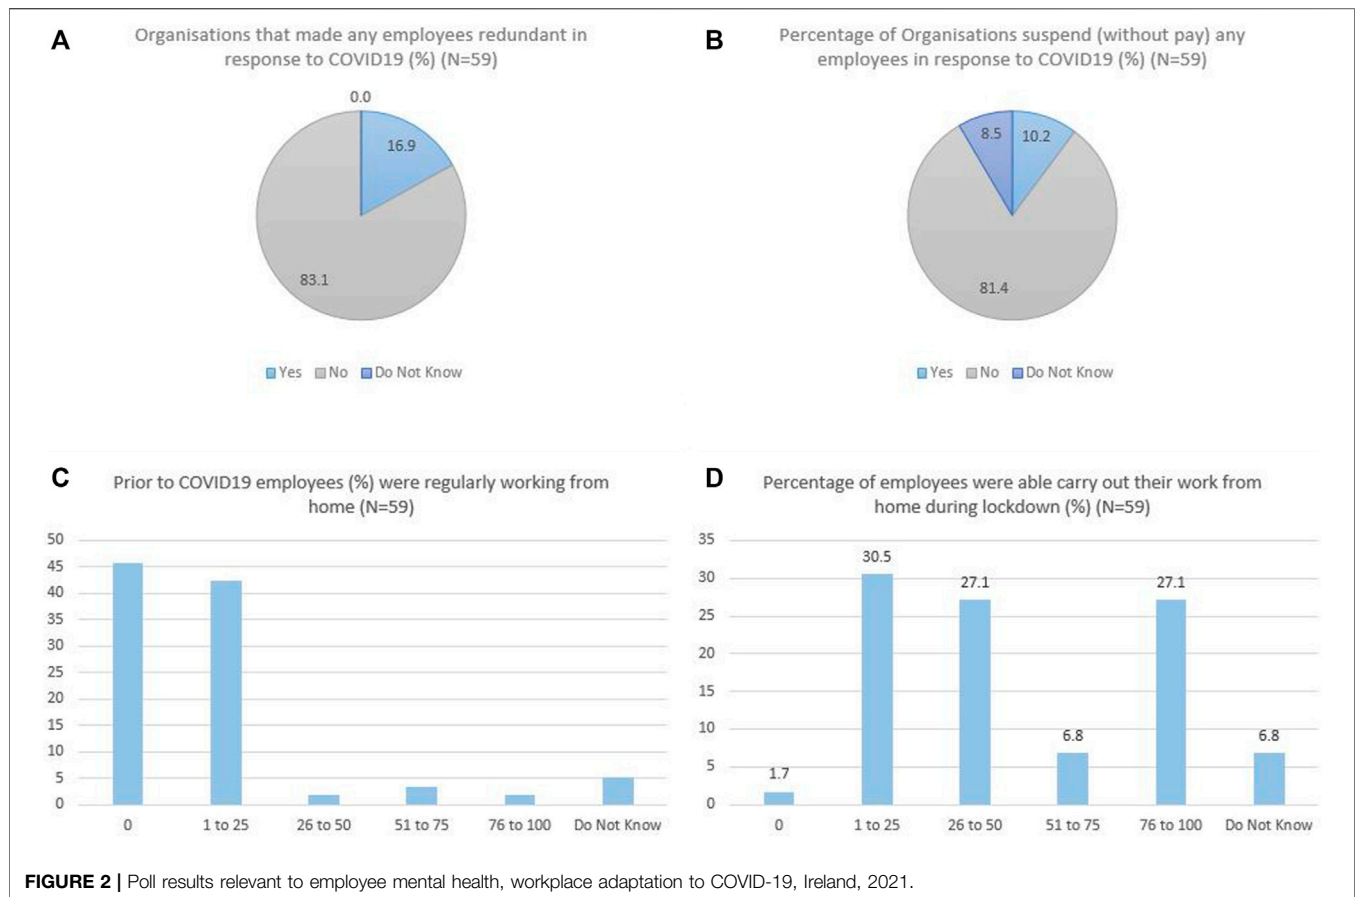 A
Organisations that made any employees redundant in
response to COVID19 (%) (N=59)
0.0
16.9
83.1
Yes No Do Not Know
B
Percentage of Organisations suspend (without pay) any
employees in response to COVID19 (%) (N=59)
8.5
10.2
81.4
Yes No Do Not Know
C
Prior to COVID19 employees (%) were regularly working from
home (N=59)
50
45
40
35
30
25
20
15
10
5
0
0 1 to 25 26 to 50 51 to 75 76 to 100 Do Not Know
D
Percentage of employees were able carry out their work from
home during lockdown (%) (N=59)
35
30
25
20
15
10
5
0
1.7
30.5
27.1
6.8
27.1
6.8
0 1 to 25 26 to 50 51 to 75 76 to 100 Do Not Know
FIGURE 2 | Poll results relevant to employee mental health, workplace adaptation to COVID-19, Ireland, 2021.